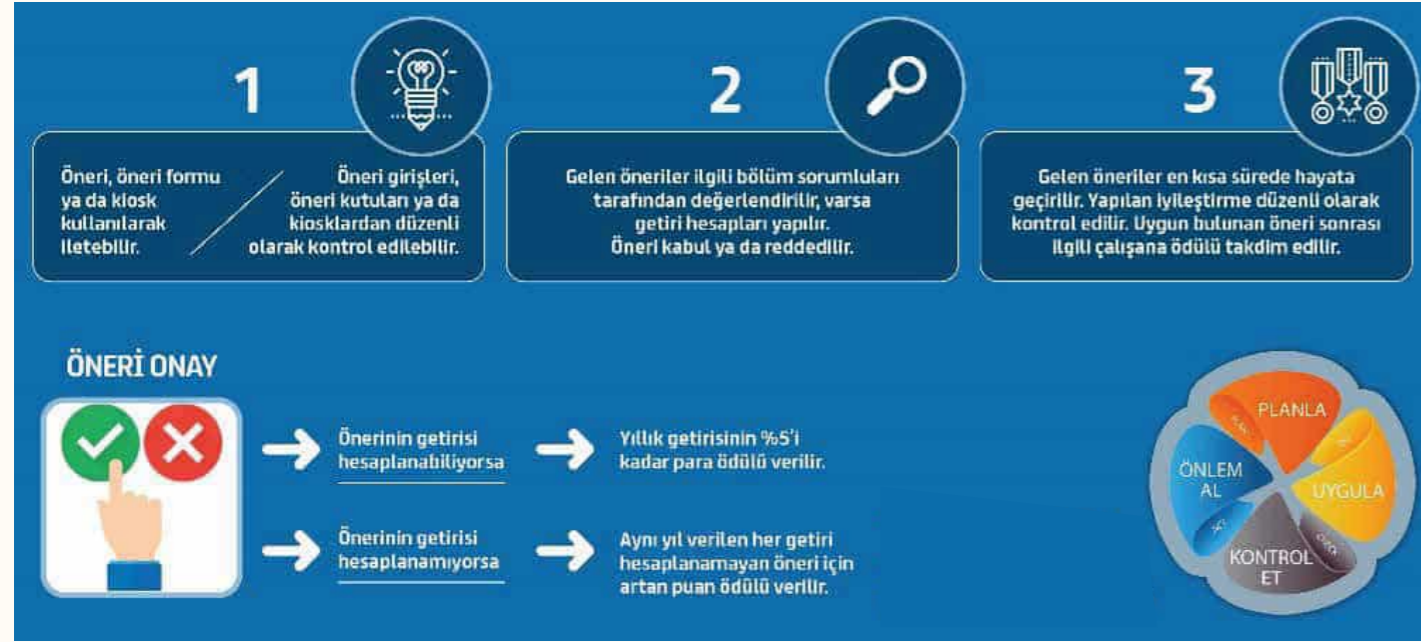 1
Öneri, öneri formu
ya da kiosk
kullanılarak
iletebilir.
Öneri girişleri,
öneri kutuları ya da
kiosklardan düzenli
olarak kontrol edilebilir.
2
Gelen öneriler ilgili bölüm sorumluları
tarafından değerlendirilir, varsa
getiri hesapları yapılır.
Öneri kabul ya da reddedilir.
3
Gelen öneriler en kısa sürede hayata
geçirilir. Yapılan iyileştirme düzenli olarak
kontrol edilir. Uygun bulunan öneri sonrası
ilgili çalışana ödülü takdim edilir.
ÖNERİ ONAY
Önerinin getirisi
hesaplanabiliyorsa
Yıllık getirisinin %5'i
kadar para ödülü verilir.
Önerinin getirisi
hesaplanamıyorsa
Aynı yıl verilen her getiri
hesaplanamayan öneri için
artan puan ödülü verilir.
PLANLA
UYGULA
KONTROL
ET
ÖNLEM
AL